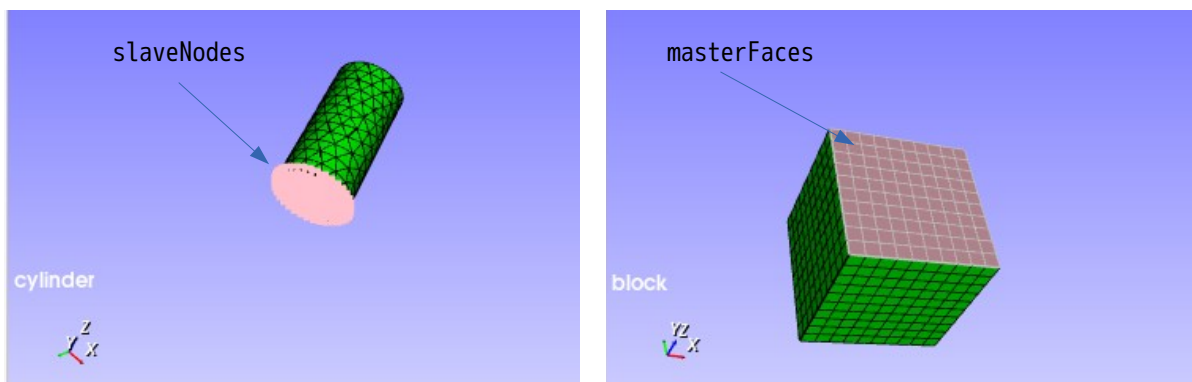 slaveNodes
cylinder
Z
Y
X
masterFaces
block
YZ
X